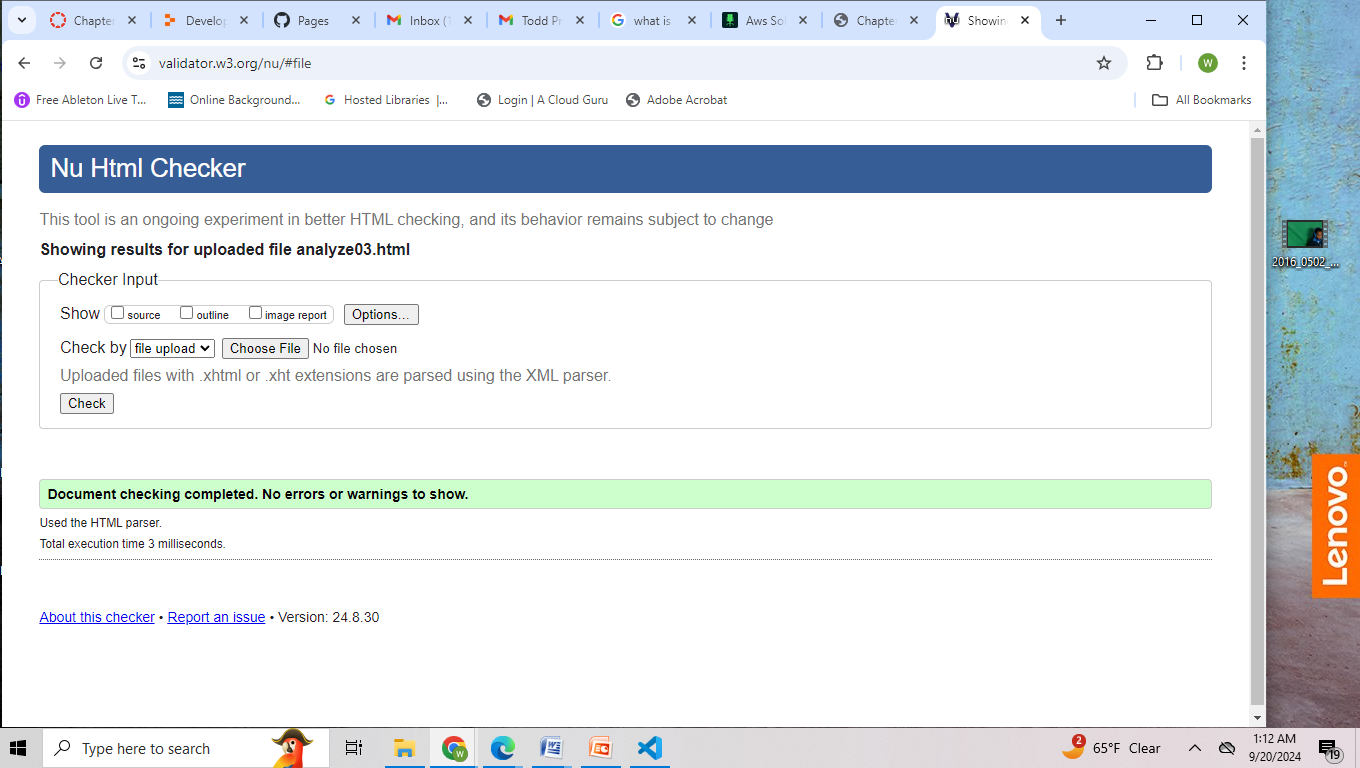 Chapte
Develop
Pages
Inbox (1
Todd Pr
what is
Aws Sol
Chapte
Showin
validator.w3.org/nu/#file
W
Free Ableton Live T...
Online Background...
Hosted Libraries |...
Login | A Cloud Guru
Adobe Acrobat
All Bookmarks
Nu Html Checker
This tool is an ongoing experiment in better HTML checking, and its behavior remains subject to change
Showing results for uploaded file analyze03.html
Checker Input
Show source outline image report Options...
Check by file upload Choose File No file chosen
Uploaded files with .xhtml or .xht extensions are parsed using the XML parser.
Check
Document checking completed. No errors or warnings to show.
Used the HTML parser.
Total execution time 3 milliseconds.
About this checker • Report an issue • Version: 24.8.30
2016_0502_...
Lenovo
Type here to search
2
65°F Clear
1:12 AM
9/20/2024
19